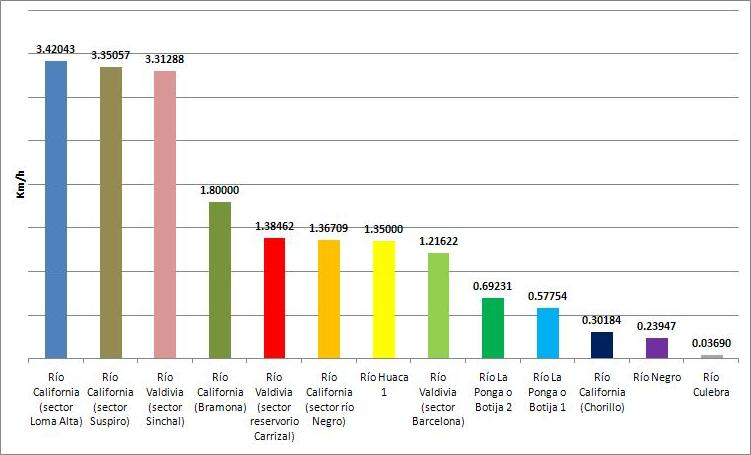 3.42043
3.35057
3.31288
1.80000
1.38462
1.36709
1.35000
1.21622
0.69231
0.57754
0.30184
0.23947
0.03690
Km/h
Río
California
(sector
Loma Alta)
Río
California
(sector
Suspiro)
Río
Valdivia
(sector
Sinchal)
Río
California
(Bramona)
Río
Valdivia
(sector
reservorio
Carrizal)
Río
California
(sector río
Negro)
Río Huaca
1
Río
Valdivia
(sector
Barcelona)
Río La
Ponga o
Botija 2
Río La
Ponga o
Botija 1
Río
California
(Chorillo)
Río Negro
Río
Culebra